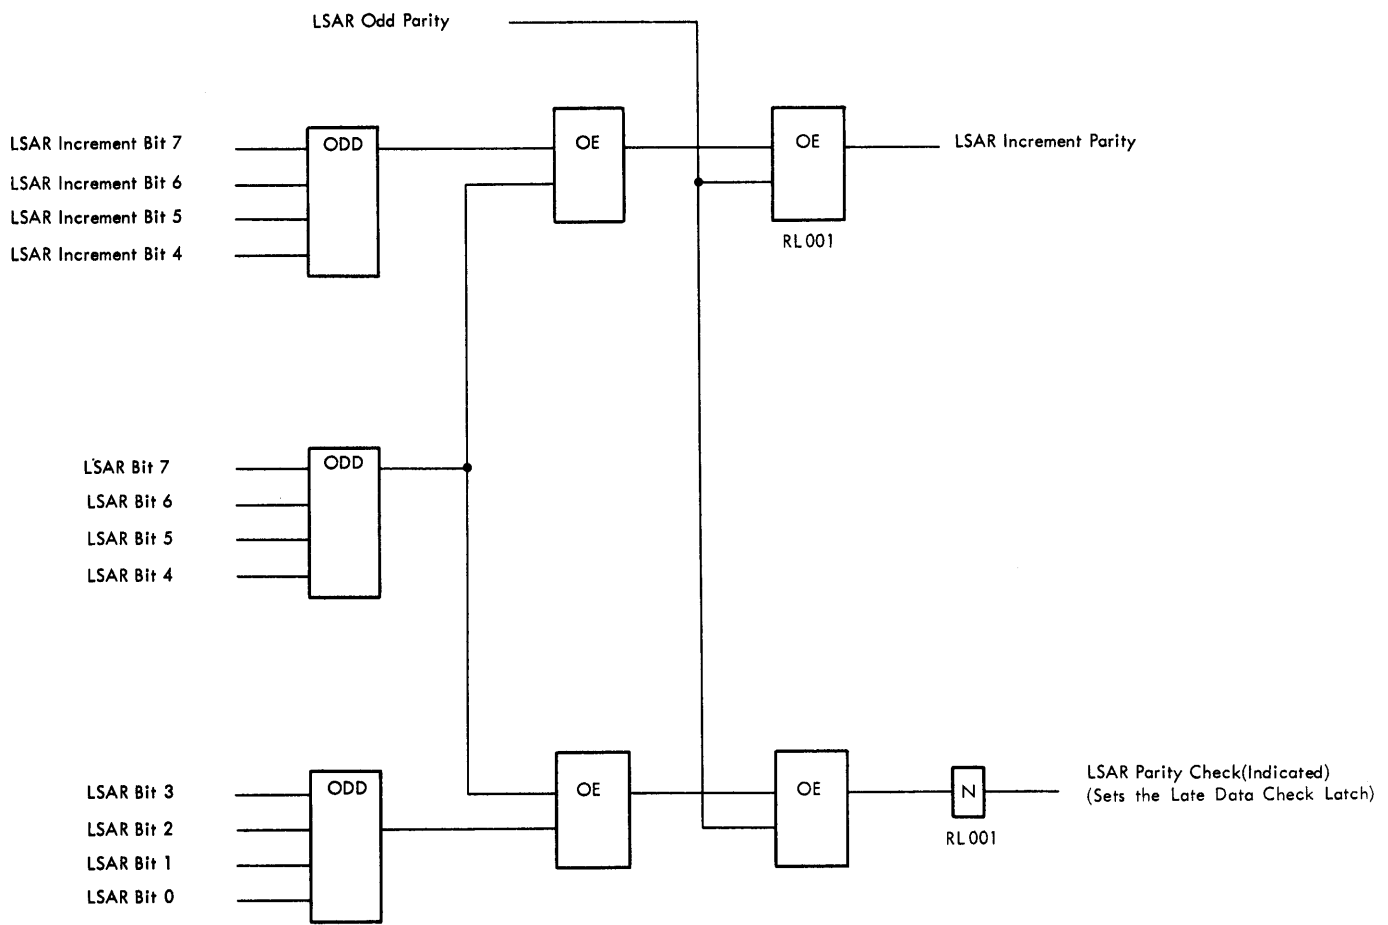 LSAR Odd Parity
LSAR Increment Bit 7
LSAR Increment Bit 6
LSAR Increment Bit 5
LSAR Increment Bit 4
ODD
OE
OE
RL001
LSAR Increment Parity
LSAR Bit 7
LSAR Bit 6
LSAR Bit 5
LSAR Bit 4
ODD
LSAR Bit 3
LSAR Bit 2
LSAR Bit 1
LSAR Bit 0
ODD
OE
OE
N
RL001
LSAR Parity Check(Indicated)
(Sets the Late Data Check Latch)